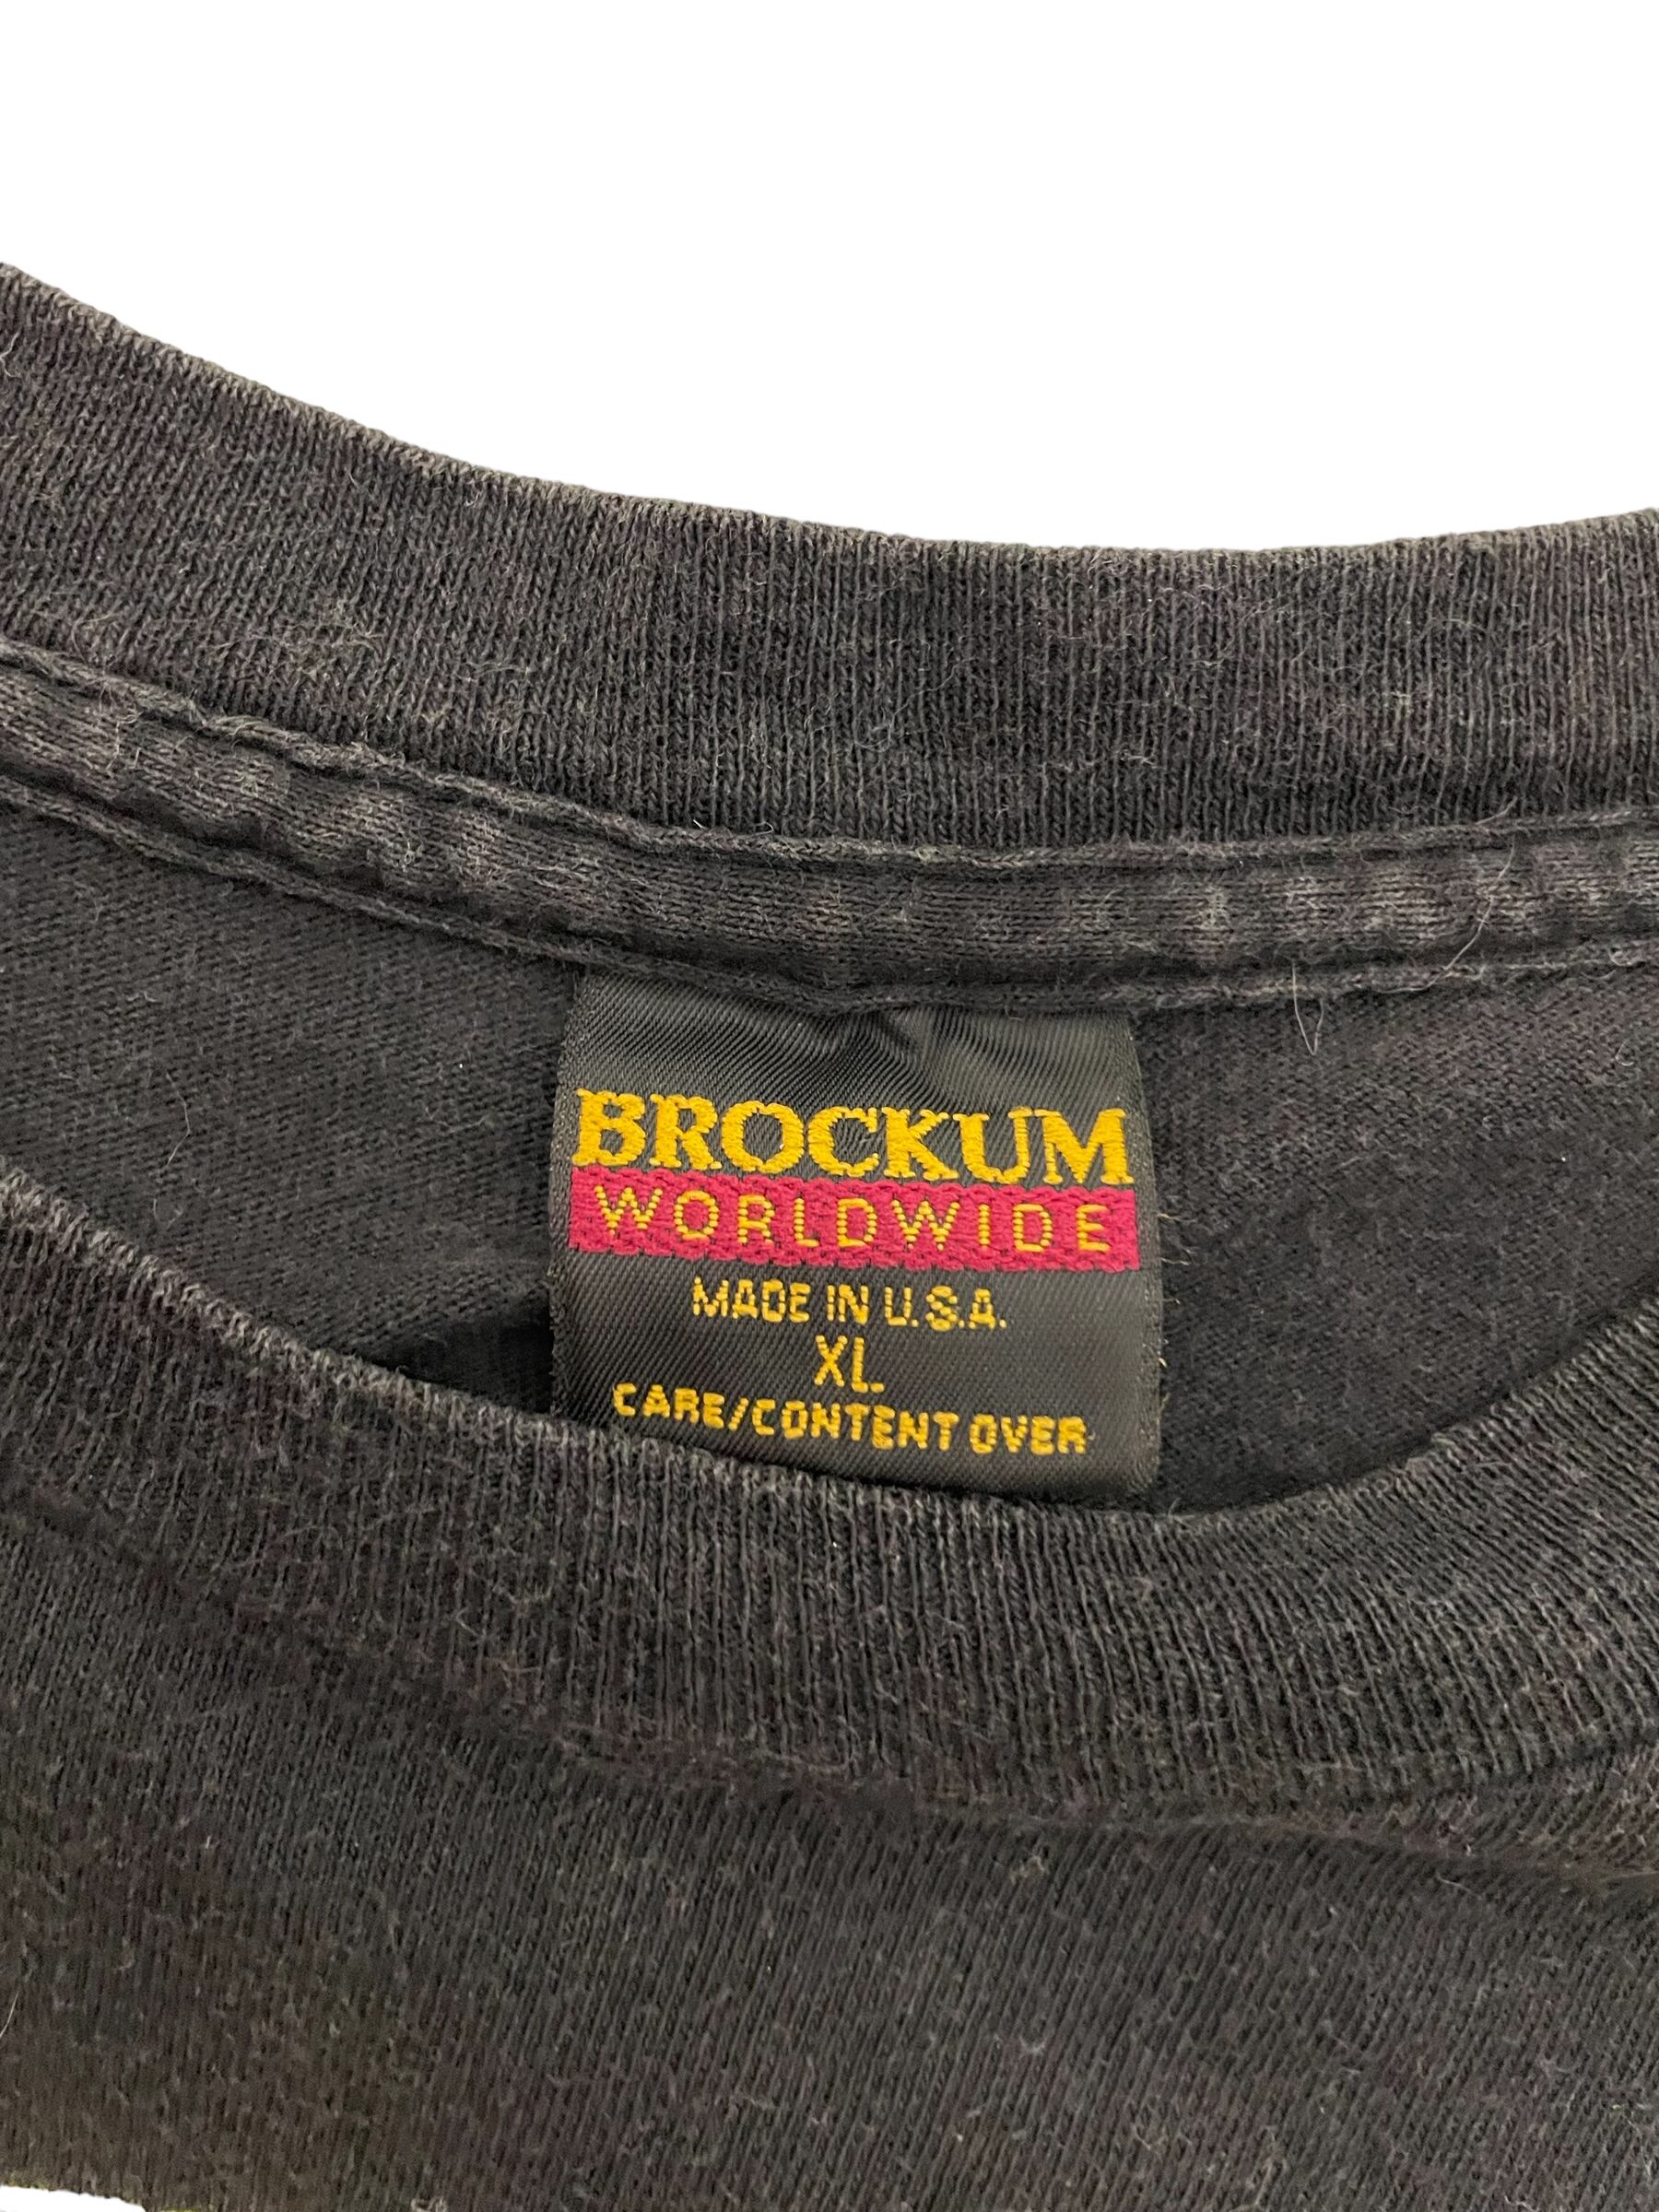 BROCKUM
WORLDWIDE
MADE IN U.S.A.
XL
CARE/CONTENT OVER